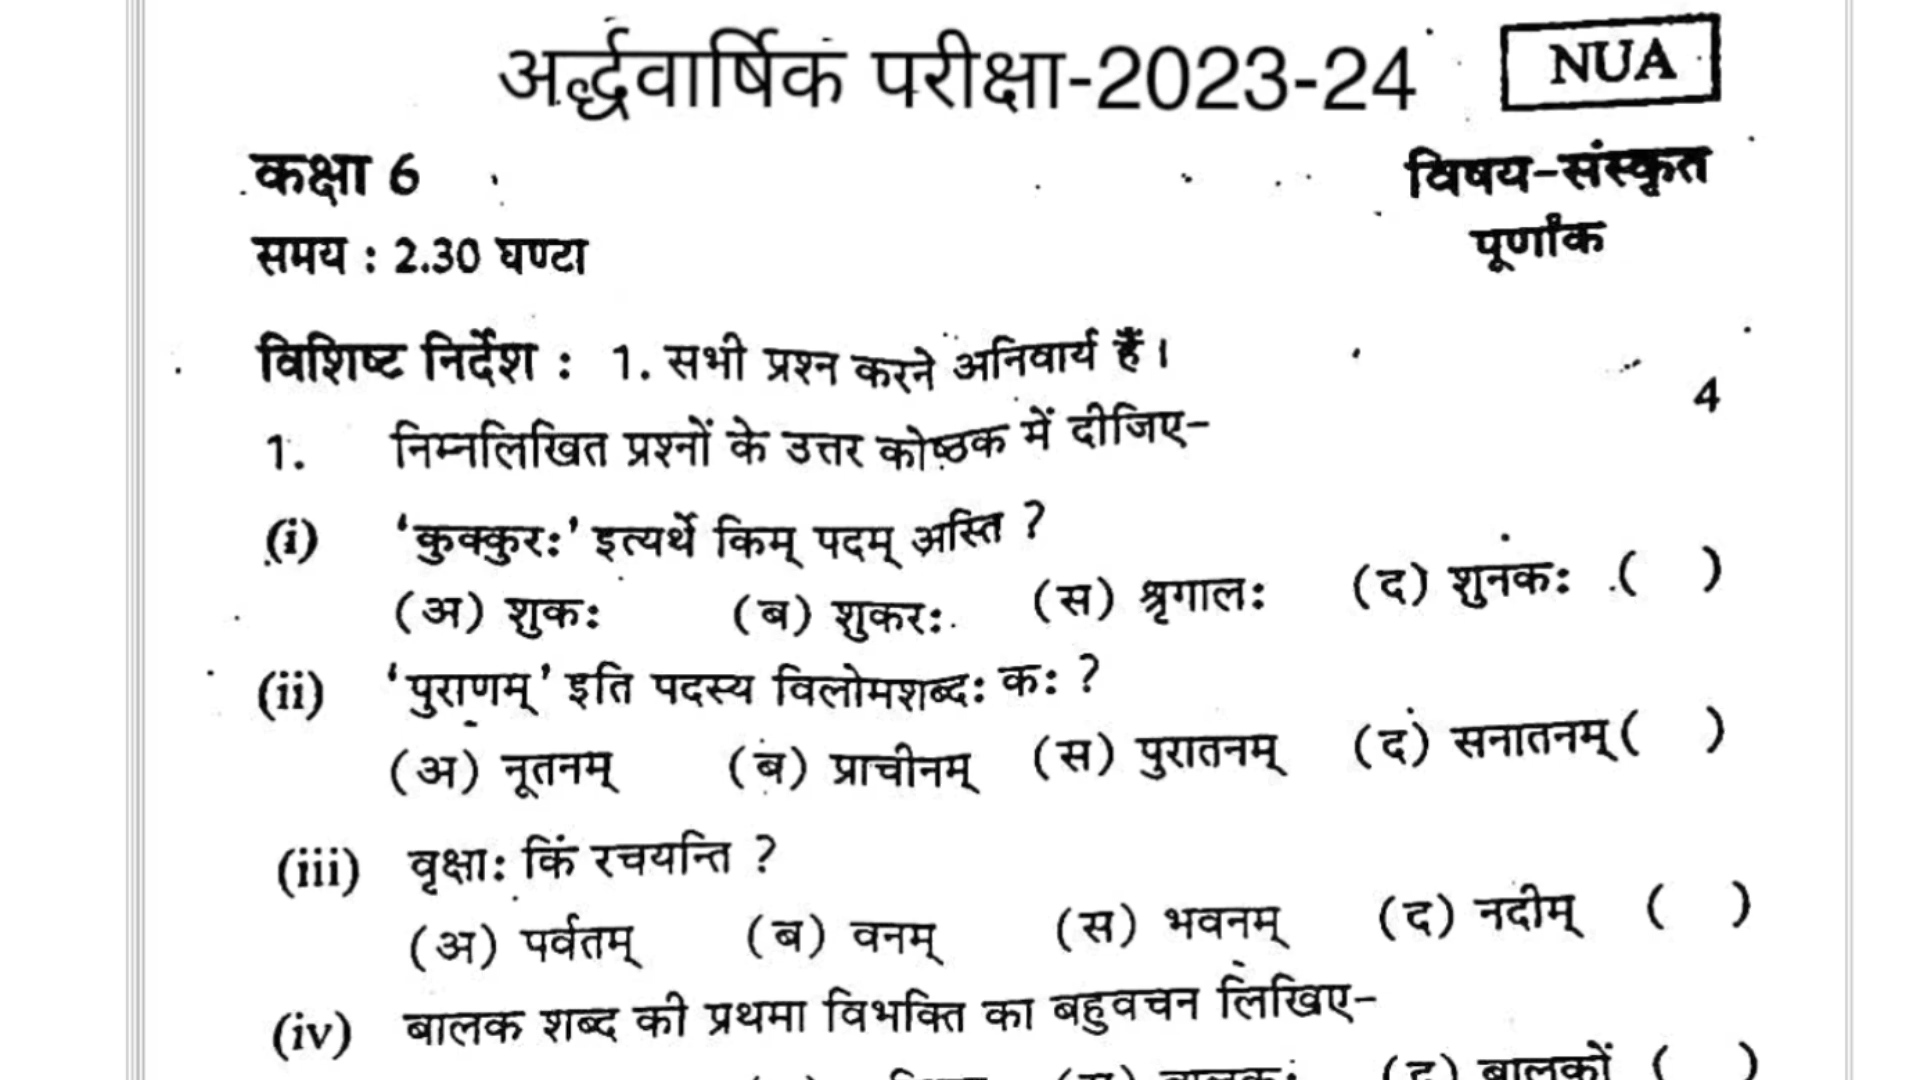 अर्द्धवार्षिक परीक्षा-2023-24
NUA
कक्षा 6
विषय-संस्कृत
समय : 2.30 घण्टा
पूर्णांक
विशिष्ट निर्देश : 1. सभी प्रश्न करने अनिवार्य हैं।
1. निम्नलिखित प्रश्नों के उत्तर कोष्ठक में दीजिए- 4
(i) 'कुक्कुरः' इत्यर्थे किम् पदम् अस्ति ?
(अ) शुकः (ब) शुकरः (स) श्रृगालः (द) शुनकः ( )
(ii) 'पुराणम्' इति पदस्य विलोमशब्दः कः ?
(अ) नूतनम् (ब) प्राचीनम् (स) पुरातनम् (द) सनातनम् ( )
(iii) वृक्षाः किं रचयन्ति ?
(अ) पर्वतम् (ब) वनम् (स) भवनम् (द) नदीम् ( )
(iv) बालक शब्द की प्रथमा विभक्ति का बहुवचन लिखिए-
(द) बालकों ( )